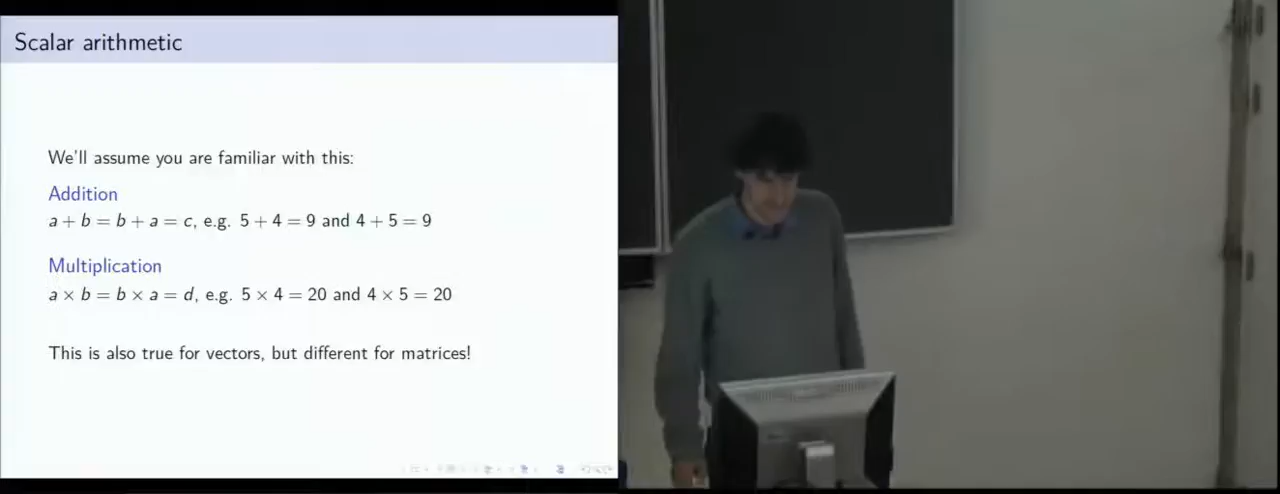 Scalar arithmetic
We'll assume you are familiar with this:
Addition
a + b = b + a = c, e.g. 5 + 4 = 9 and 4 + 5 = 9
Multiplication
a × b = b × a = d, e.g. 5 × 4 = 20 and 4 × 5 = 20
This is also true for vectors, but different for matrices!